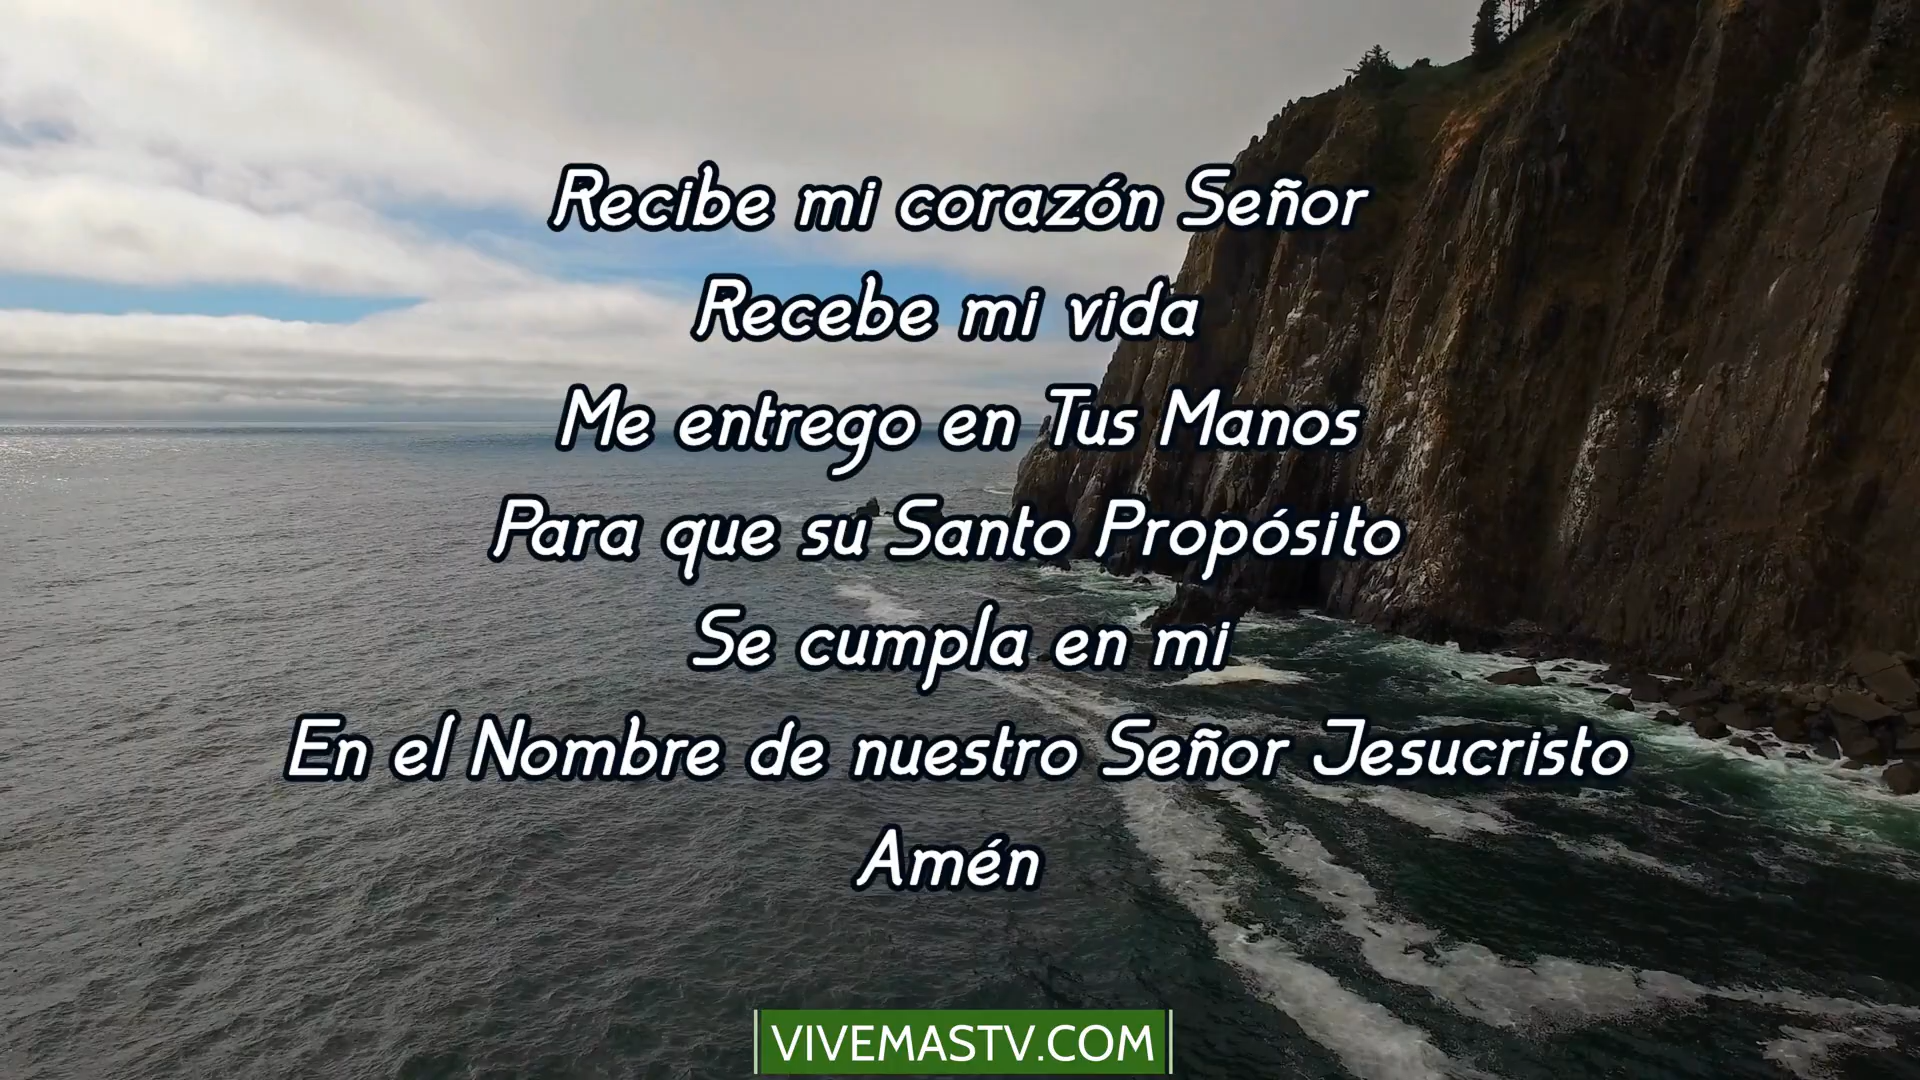 Recibe mi corazón Señor
Recebe mi vida
Me entrego en Tus Manos
Para que su Santo Propósito
Se cumpla en mi
En el Nombre de nuestro Señor Jesucristo
Amén
VIVEMASTV.COM